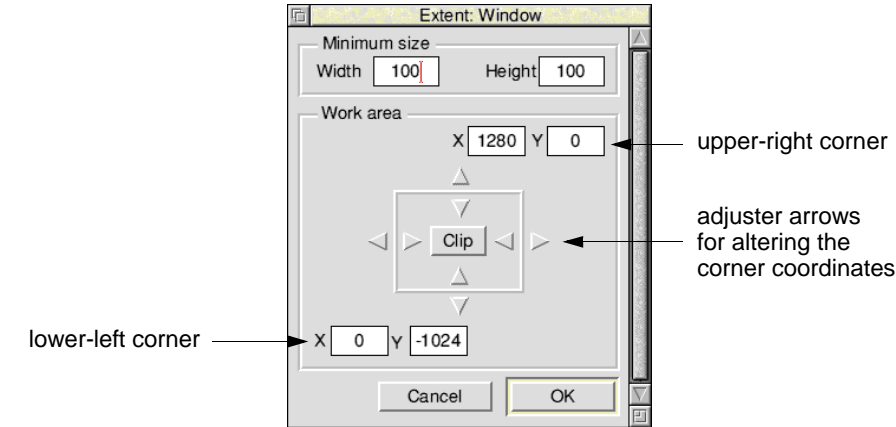 Extent: Window
Minimum size
Width 100 Height 100
Work area
X 1280 Y 0
upper-right corner
Clip
adjuster arrows
for altering the
corner coordinates
lower-left corner
X 0 Y -1024
Cancel OK